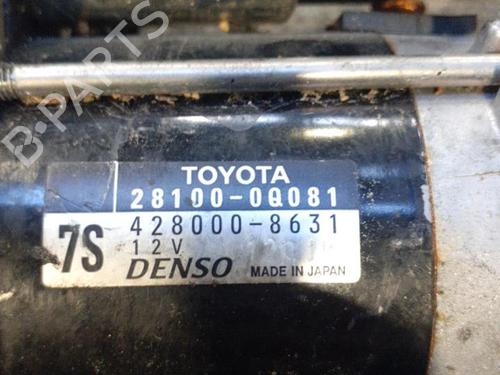 B-PARTS
TOYOTA
28100-0Q081
7S 428000-8631
12V
DENSO MADE IN JAPAN